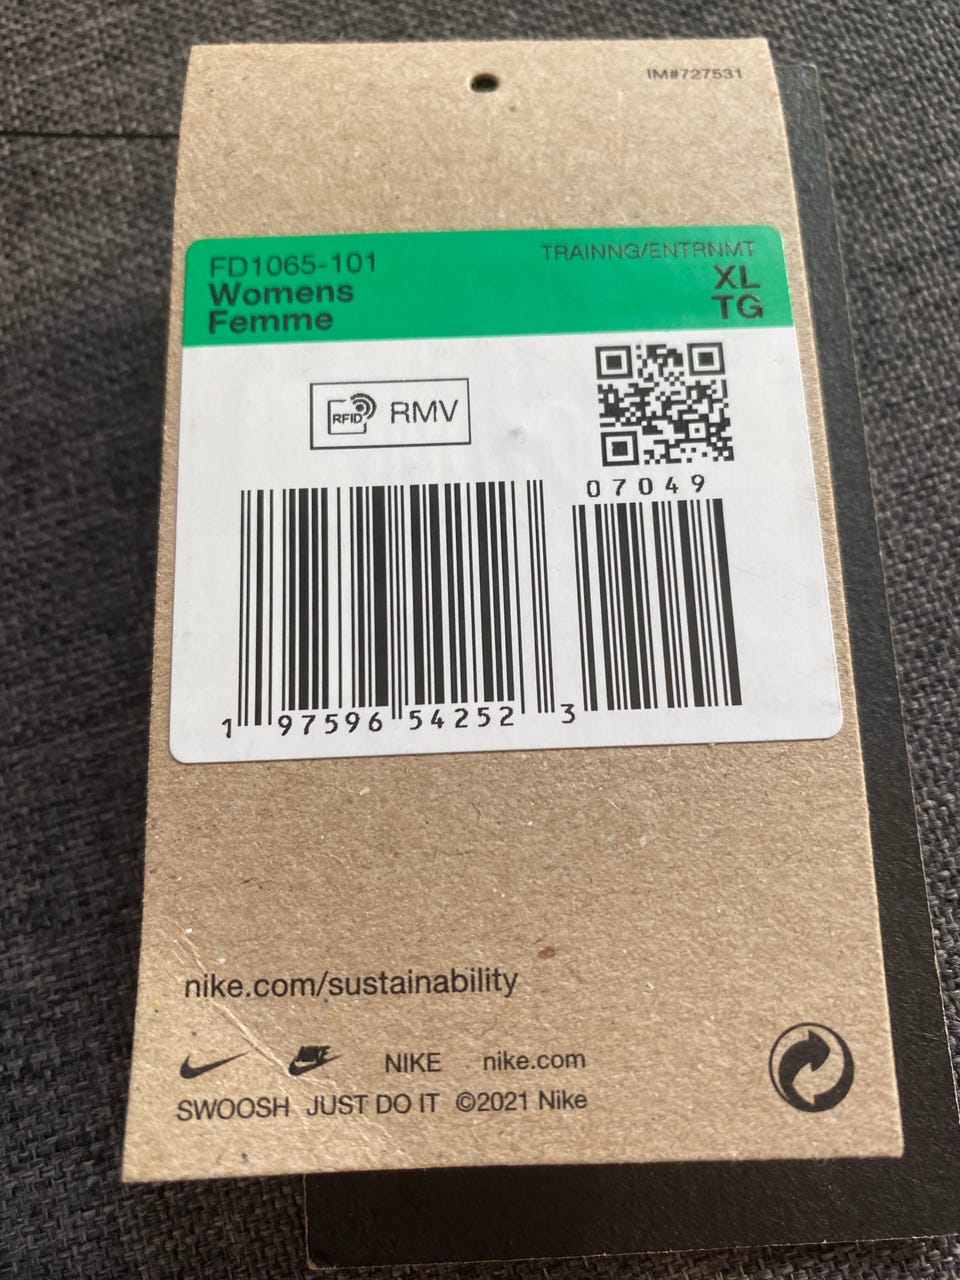 IM#727531
FD1065-101
TRAINNG/ENTRNMT
Womens
XL
Femme
TG
RFID RMV
07049
1 97596 54252 3
nike.com/sustainability
NIKE NIKE nike.com
SWOOSH JUST DO IT ©2021 Nike